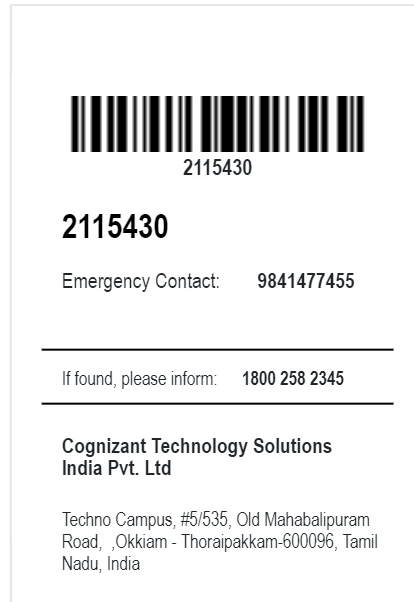 2115430
2115430
Emergency Contact: 9841477455
If found, please inform: 1800 258 2345
Cognizant Technology Solutions
India Pvt. Ltd
Techno Campus, #5/535, Old Mahabalipuram
Road,  ,Okkiam - Thoraipakkam-600096, Tamil
Nadu, India